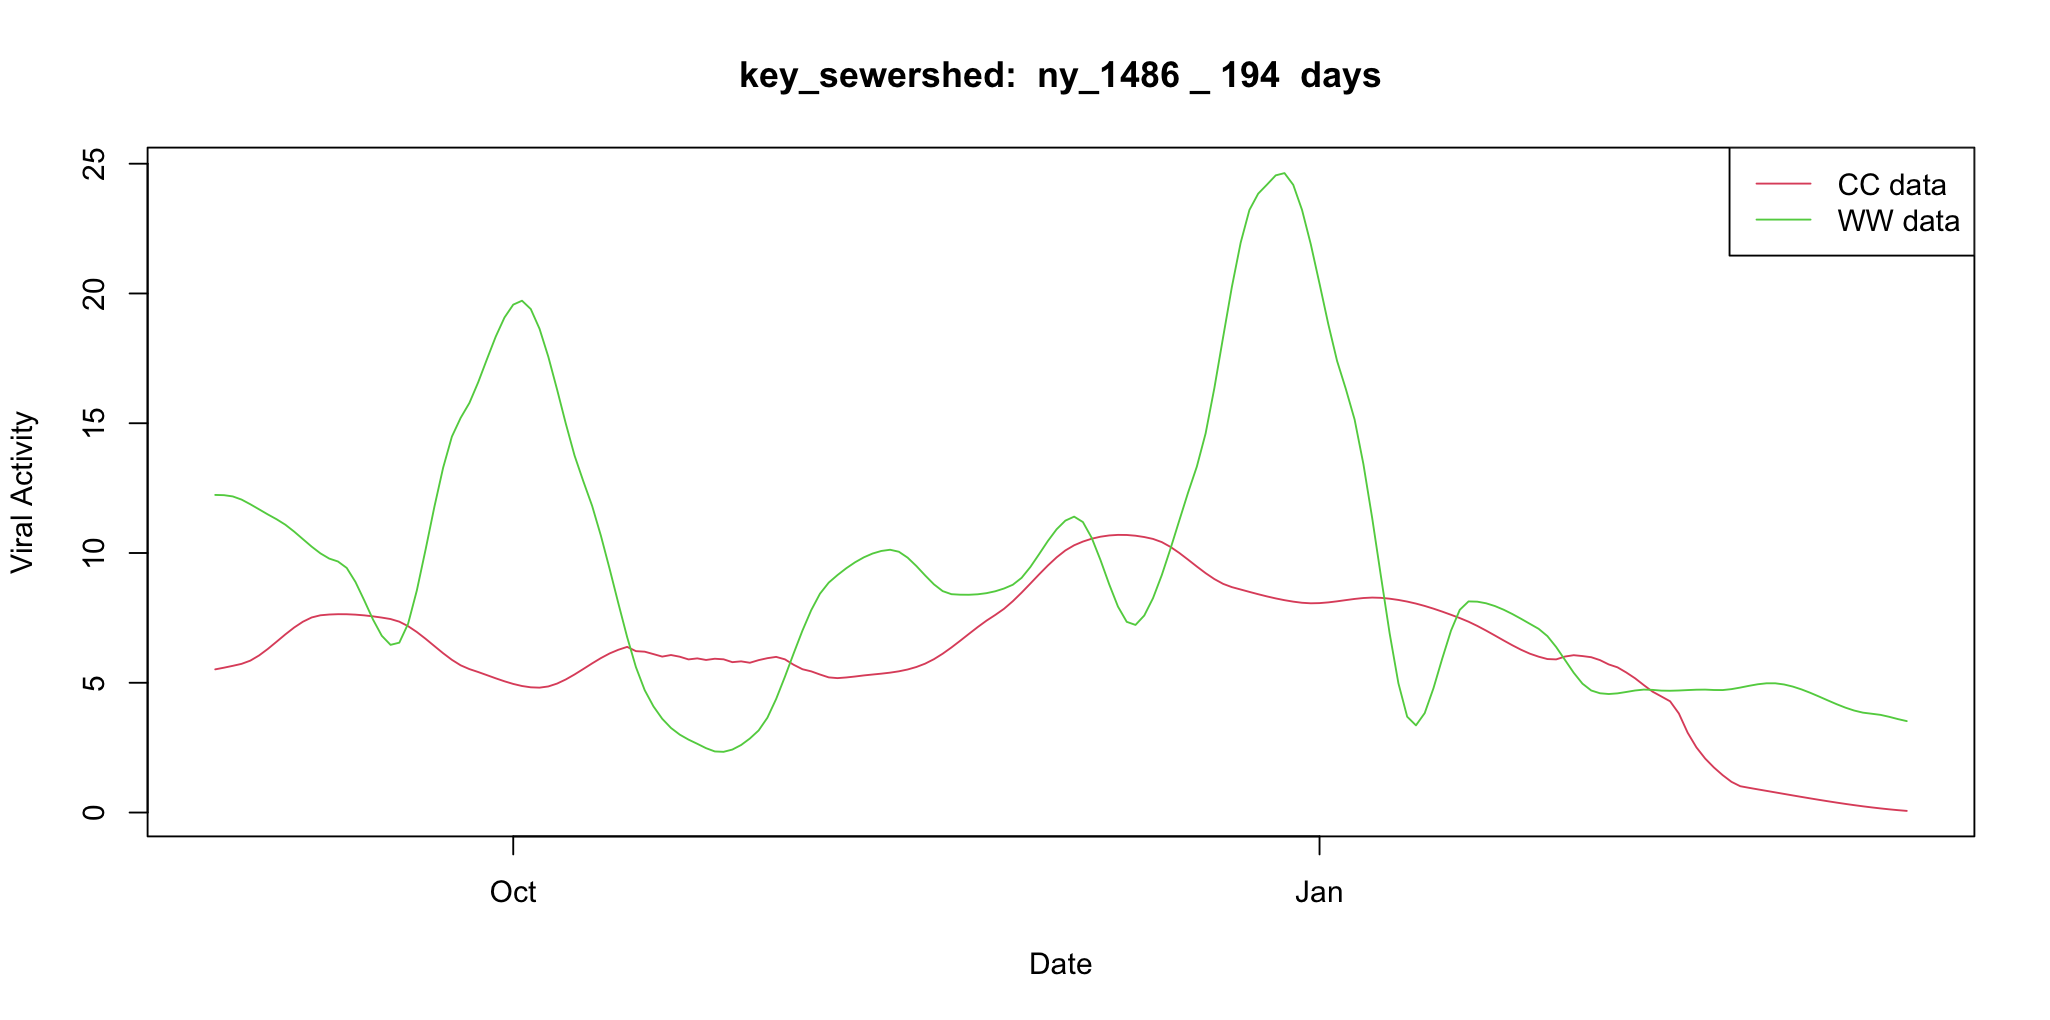 key_sewershed: ny_1486 _ 194 days
CC data
WW data
Viral Activity
25
20
15
10
5
0
Oct
Jan
Date